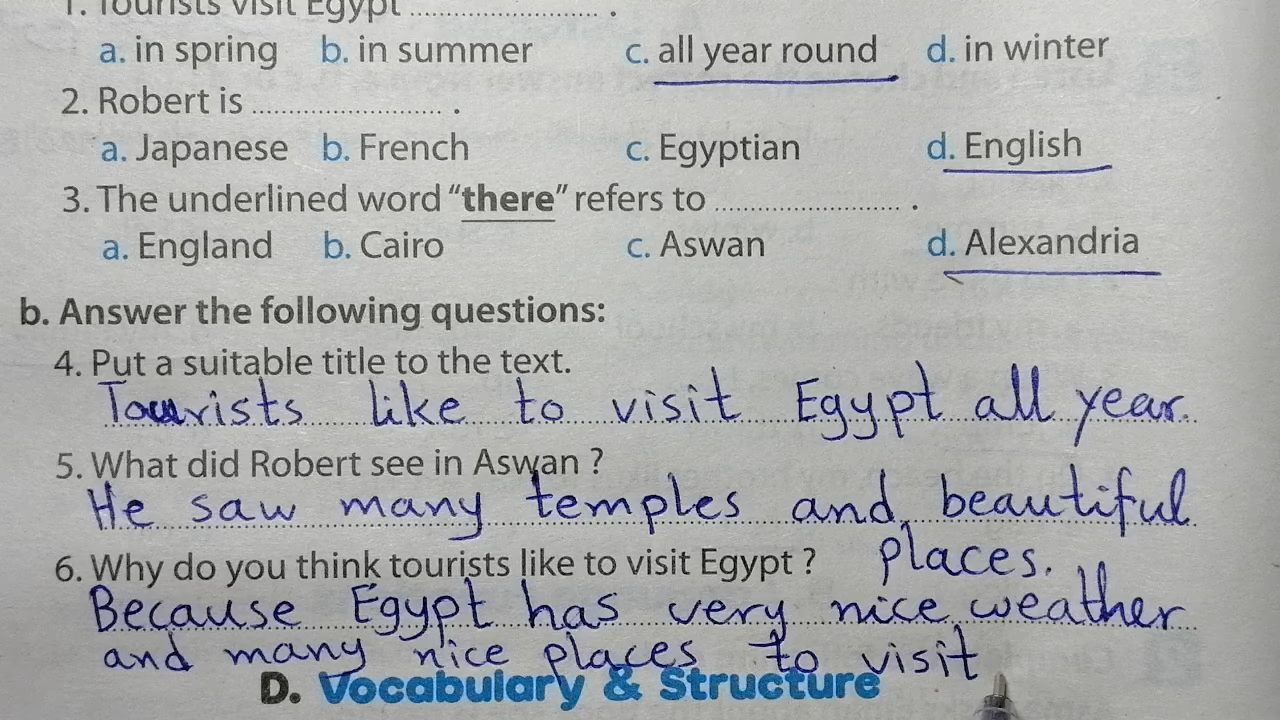 1. Tourists visit Egypt ............................ .
a. in spring b. in summer c. all year round d. in winter
2. Robert is ............................ .
a. Japanese b. French c. Egyptian d. English
3. The underlined word “there” refers to ............................ .
a. England b. Cairo c. Aswan d. Alexandria
b. Answer the following questions:
4. Put a suitable title to the text.
Tourists like to visit Egypt all year.
5. What did Robert see in Aswan ?
He saw many temples and beautiful
places.
6. Why do you think tourists like to visit Egypt ?
Because Egypt has very nice weather
and many nice places to visit
D. Vocabulary & Structure